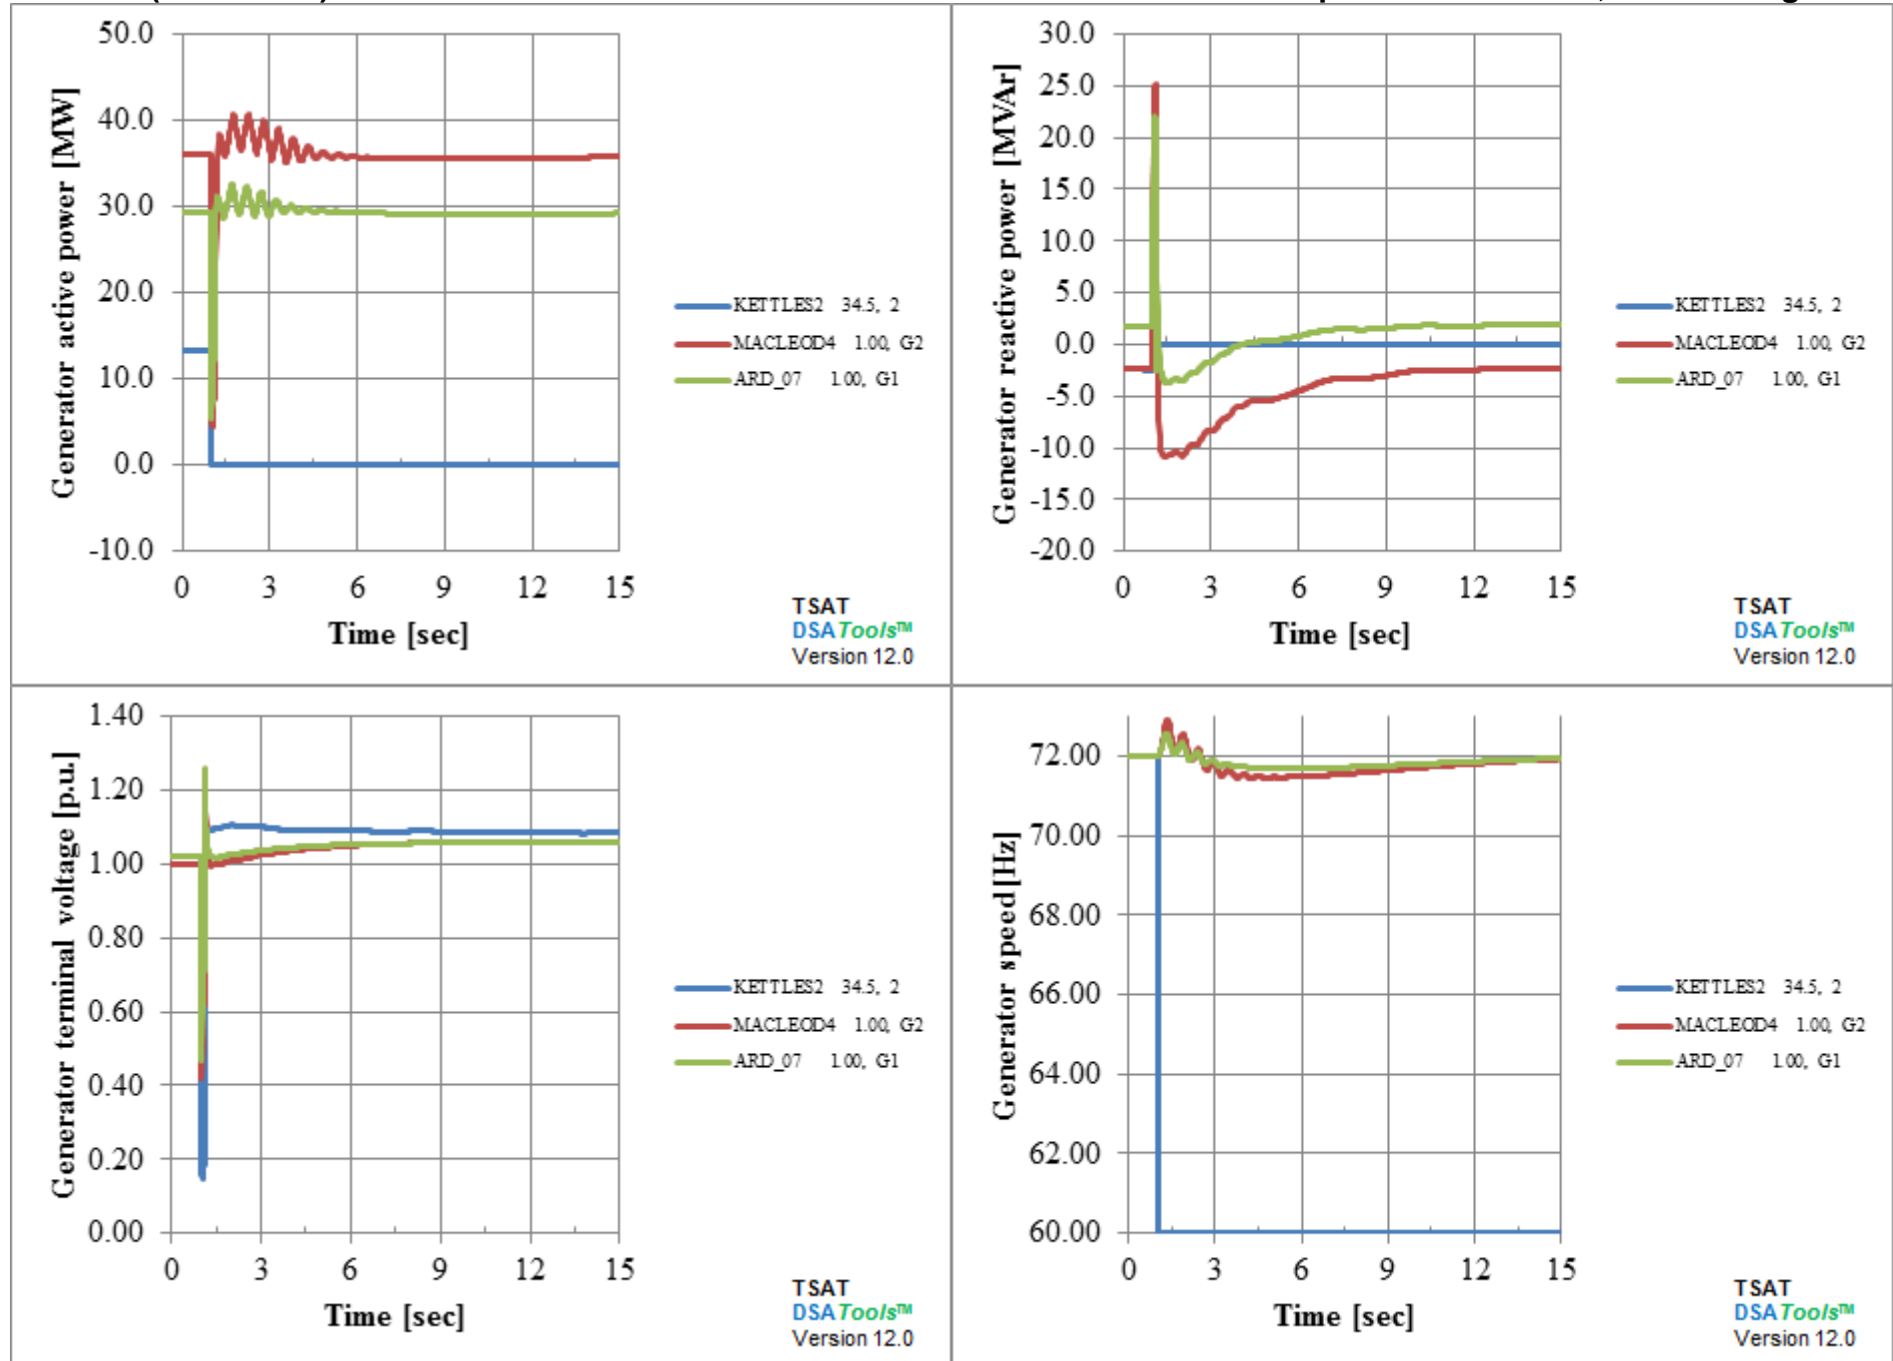 50.0
40.0
30.0
20.0
10.0
0.0
-10.0
Generator active power [MW]
0 3 6 9 12 15
Time [sec]
KETTLES2 34.5, 2
MACLEOD4 1.00, G2
ARD_07 1.00, G1
TSAT
DSATools™
Version 12.0
30.0
25.0
20.0
15.0
10.0
5.0
0.0
-5.0
-10.0
-15.0
-20.0
Generator reactive power [MVAr]
0 3 6 9 12 15
Time [sec]
KETTLES2 34.5, 2
MACLEOD4 1.00, G2
ARD_07 1.00, G1
TSAT
DSATools™
Version 12.0
1.40
1.20
1.00
0.80
0.60
0.40
0.20
0.00
Generator terminal voltage [p.u.]
0 3 6 9 12 15
Time [sec]
KETTLES2 34.5, 2
MACLEOD4 1.00, G2
ARD_07 1.00, G1
TSAT
DSATools™
Version 12.0
72.00
70.00
68.00
66.00
64.00
62.00
60.00
Generator speed[Hz]
0 3 6 9 12 15
Time [sec]
KETTLES2 34.5, 2
MACLEOD4 1.00, G2
ARD_07 1.00, G1
TSAT
DSATools™
Version 12.0